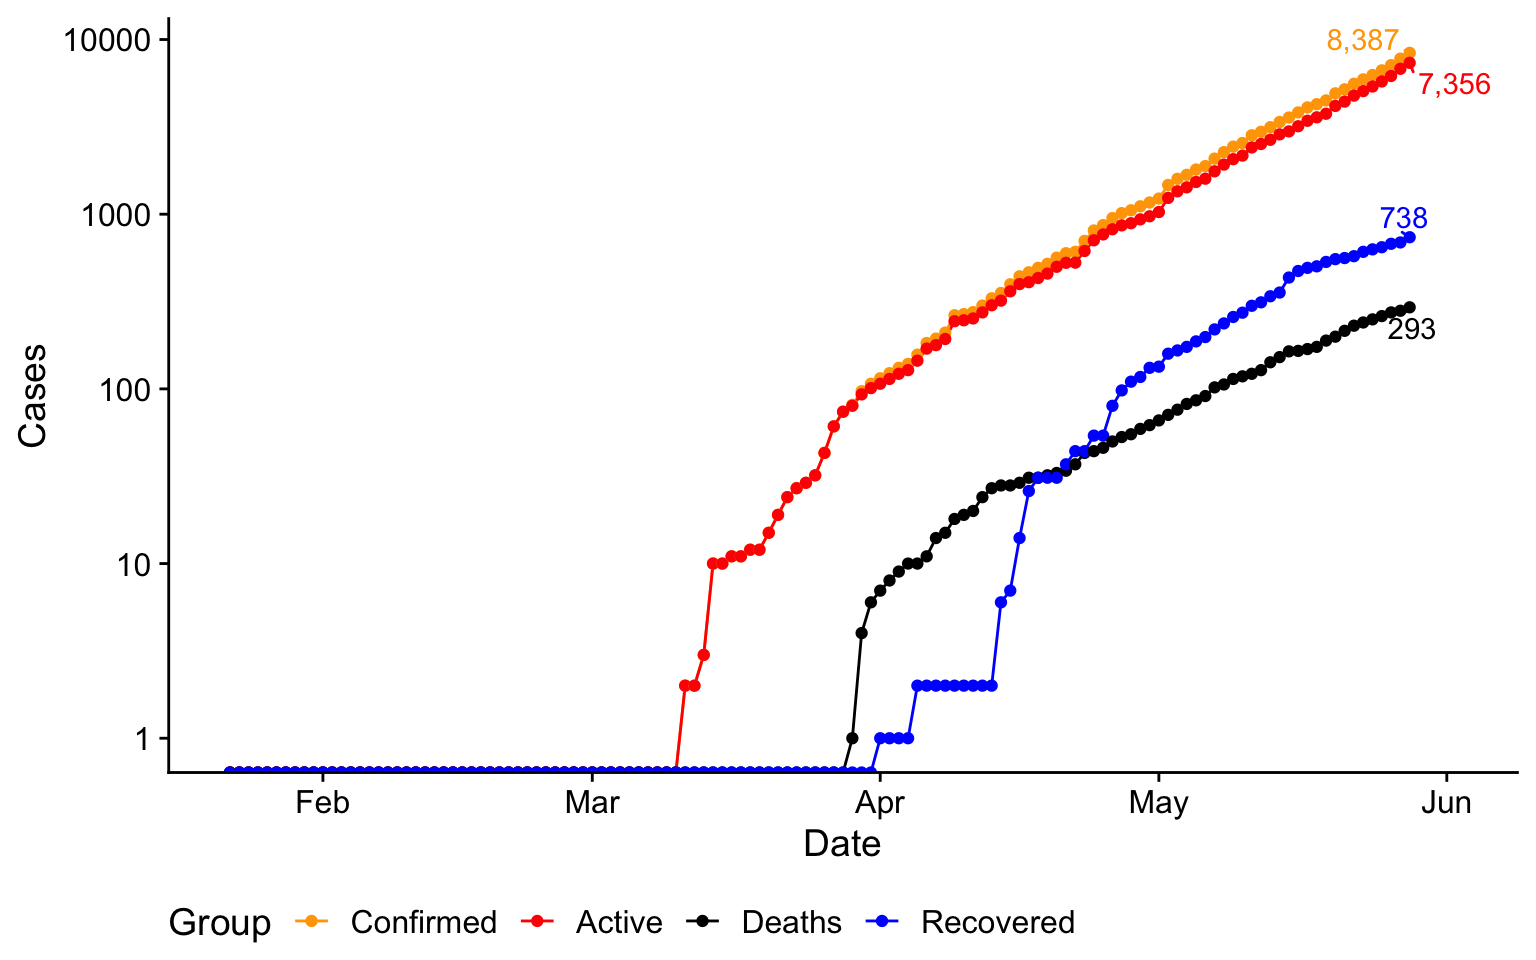 10000
1000
100
10
1
Cases
8,387
7,356
738
293
Feb Mar Apr May Jun
Date
Group Confirmed Active Deaths Recovered